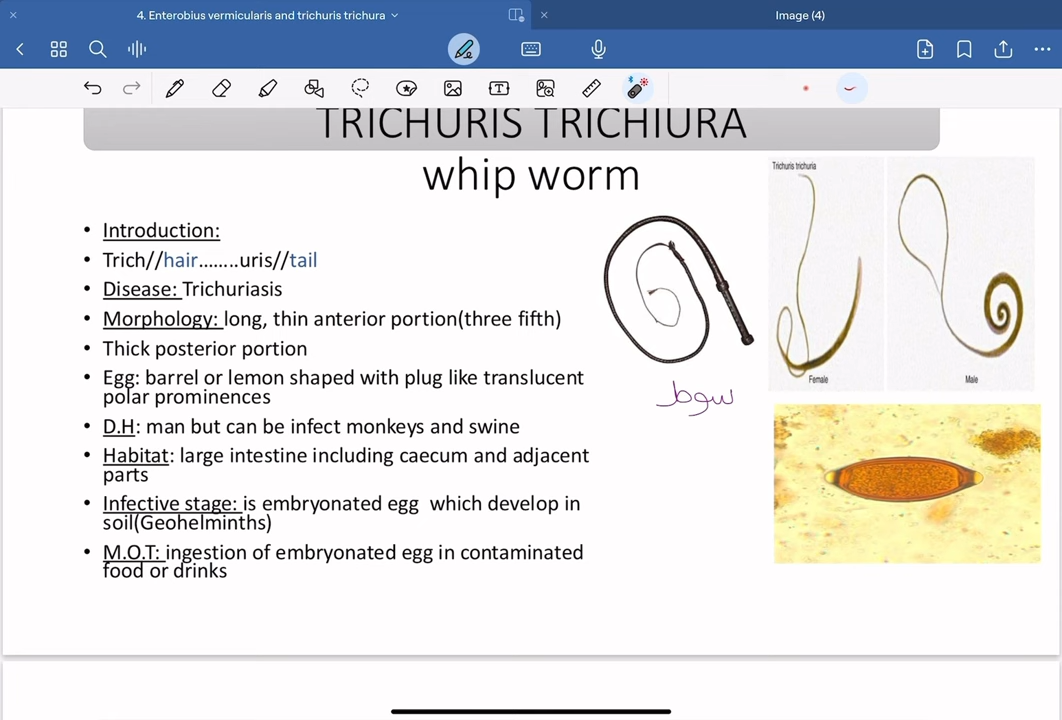 4. Enterobius vermicularis and trichuris trichura
Image (4)
TRICHURIS TRICHIURA
whip worm
• Introduction:
• Trich//hair........uris//tail
• Disease: Trichuriasis
• Morphology: long, thin anterior portion(three fifth)
• Thick posterior portion
• Egg: barrel or lemon shaped with plug like translucent
polar prominences
• D.H: man but can be infect monkeys and swine
• Habitat: large intestine including caecum and adjacent
parts
• Infective stage: is embryonated egg which develop in
soil(Geohelminths)
• M.O.T: ingestion of embryonated egg in contaminated
food or drinks
سوط
Trichuris trichuria
Female
Male